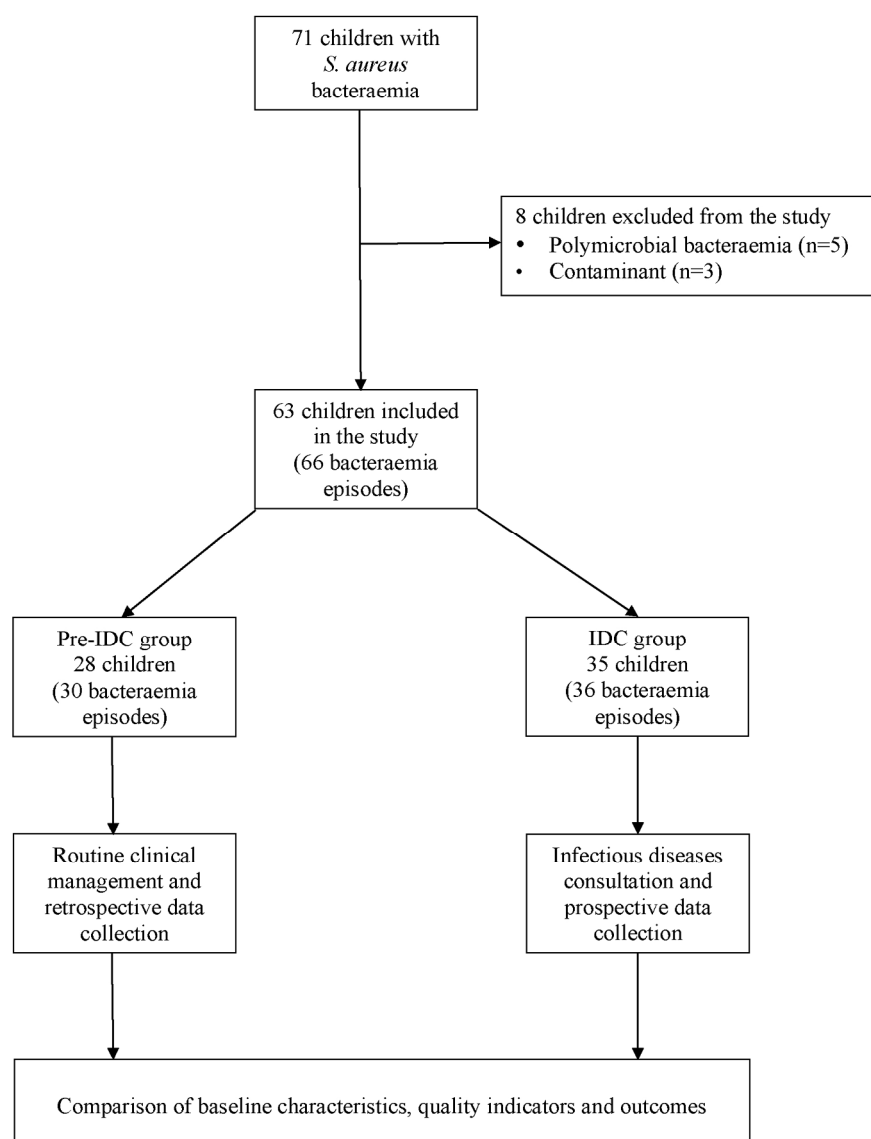 71 children with
S. aureus
bacteraemia
8 children excluded from the study
• Polymicrobial bacteraemia (n=5)
• Contaminant (n=3)
63 children included
in the study
(66 bacteraemia
episodes)
Pre-IDC group
28 children
(30 bacteraemia
episodes)
IDC group
35 children
(36 bacteraemia
episodes)
Routine clinical
management and
retrospective data
collection
Infectious diseases
consultation and
prospective data
collection
Comparison of baseline characteristics, quality indicators and outcomes